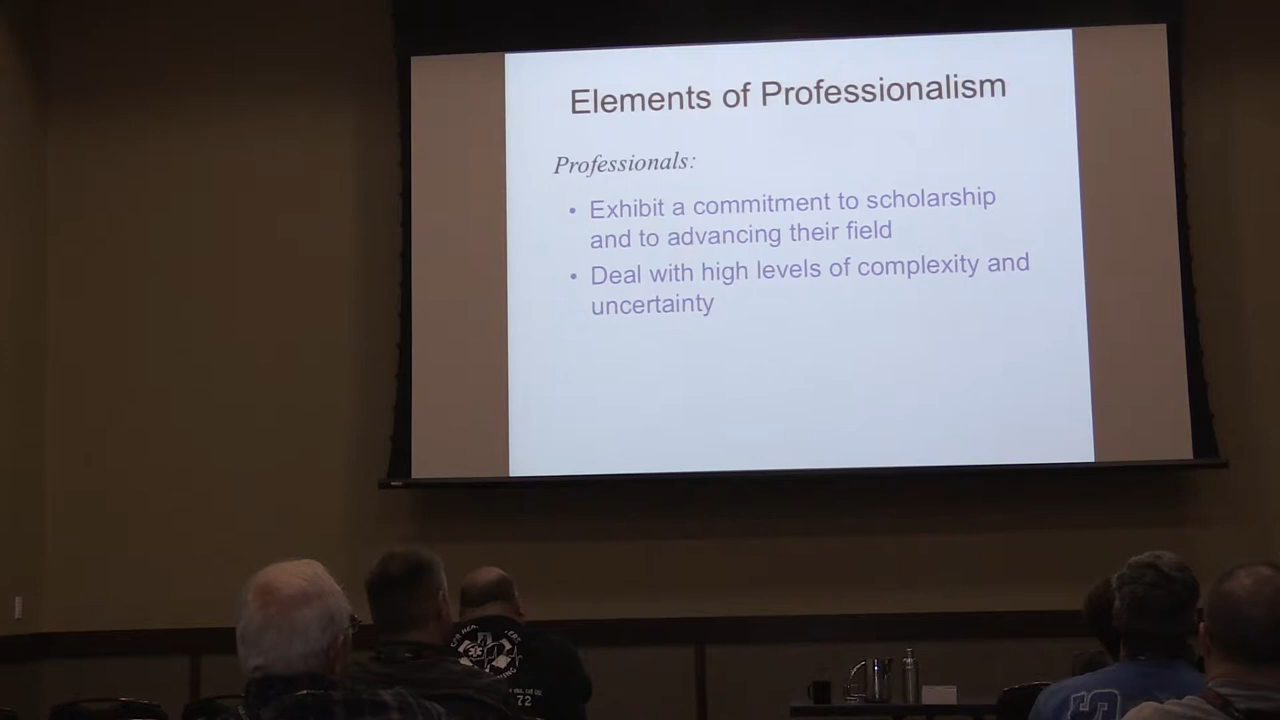 Elements of Professionalism
Professionals:
• Exhibit a commitment to scholarship
and to advancing their field
• Deal with high levels of complexity and
uncertainty
72